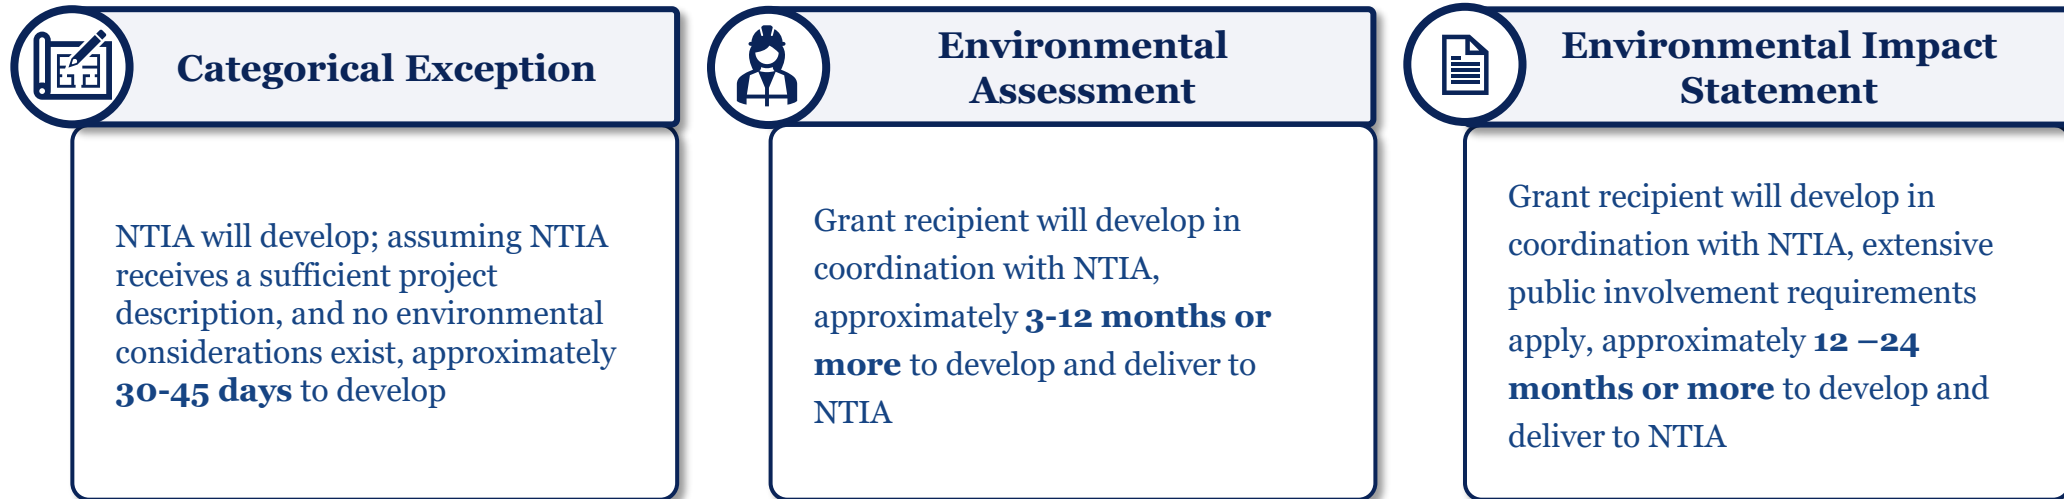 Categorical Exception
NTIA will develop; assuming NTIA
receives a sufficient project
description, and no environmental
considerations exist, approximately
30-45 days to develop
Environmental
Assessment
Grant recipient will develop in
coordination with NTIA,
approximately 3-12 months or
more to develop and deliver to
NTIA
Environmental Impact
Statement
Grant recipient will develop in
coordination with NTIA, extensive
public involvement requirements
apply, approximately 12 –24
months or more to develop and
deliver to NTIA